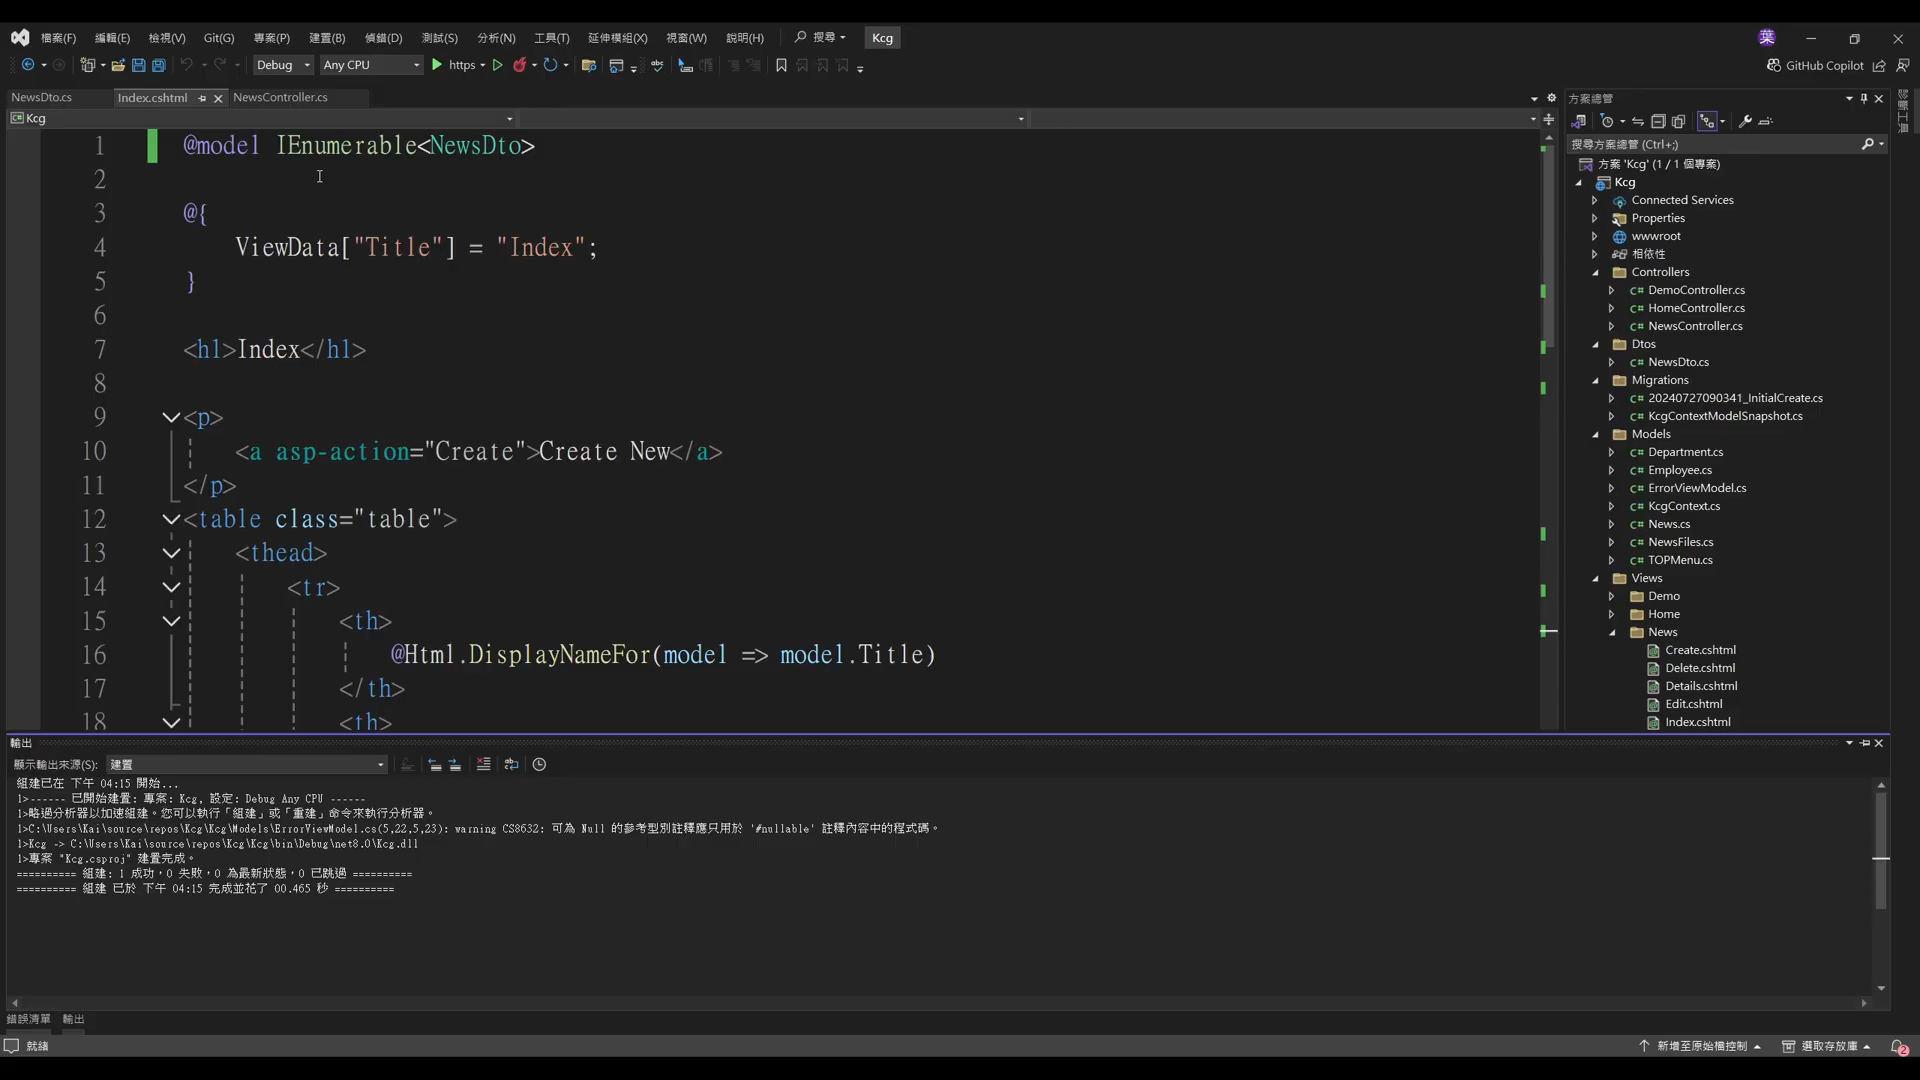 檔案(F) 編輯(E) 檢視(V) Git(G) 專案(P) 建置(B) 偵錯(D) 測試(S) 分析(N) 工具(T) 延伸模組(X) 視窗(W) 說明(H) 搜尋 Kcg 葉
Debug Any CPU https GitHub Copilot
NewsDto.cs Index.cshtml NewsController.cs
Kcg
1 @model IEnumerable<NewsDto>
2
3 @{
4 ViewData["Title"] = "Index";
5 }
6
7 <h1>Index</h1>
8
9 <p>
10 <a asp-action="Create">Create New</a>
11 </p>
12 <table class="table">
13 <thead>
14 <tr>
15 <th>
16 @Html.DisplayNameFor(model => model.Title)
17 </th>
18 <th>
方案總管
搜尋方案總管 (Ctrl+;)
方案 'Kcg' (1 / 1 個專案)
Kcg
Connected Services
Properties
wwwroot
相依性
Controllers
C# DemoController.cs
C# HomeController.cs
C# NewsController.cs
Dtos
C# NewsDto.cs
Migrations
C# 20240727090341_InitialCreate.cs
C# KcgContextModelSnapshot.cs
Models
C# Department.cs
C# Employee.cs
C# ErrorViewModel.cs
C# KcgContext.cs
C# News.cs
C# NewsFiles.cs
C# TOPMenu.cs
Views
Demo
Home
News
Create.cshtml
Delete.cshtml
Details.cshtml
Edit.cshtml
Index.cshtml
診斷工具
輸出
顯示輸出來源(S): 建置
組建已在 下午 04:15 開始...
1>------ 已開始建置: 專案: Kcg, 設定: Debug Any CPU ------
1>略過分析器以加速組建。您可以執行「組建」或「重建」命令來執行分析器。
1>C:\Users\Kai\source\repos\Kcg\Kcg\Models\ErrorViewModel.cs(5,22,5,23): warning CS8632: 可為 Null 的參考型別註釋應只用於 '#nullable' 註釋內容中的程式碼。
1>Kcg -> C:\Users\Kai\source\repos\Kcg\Kcg\bin\Debug\net8.0\Kcg.dll
1>專案 "Kcg.csproj" 建置完成。
========== 組建: 1 成功，0 失敗，0 為最新狀態，0 已跳過 ==========
========== 組建 已於 下午 04:15 完成並花了 00.465 秒 ==========
錯誤清單 輸出
就緒 新增至原始檔控制 選取存放庫 2